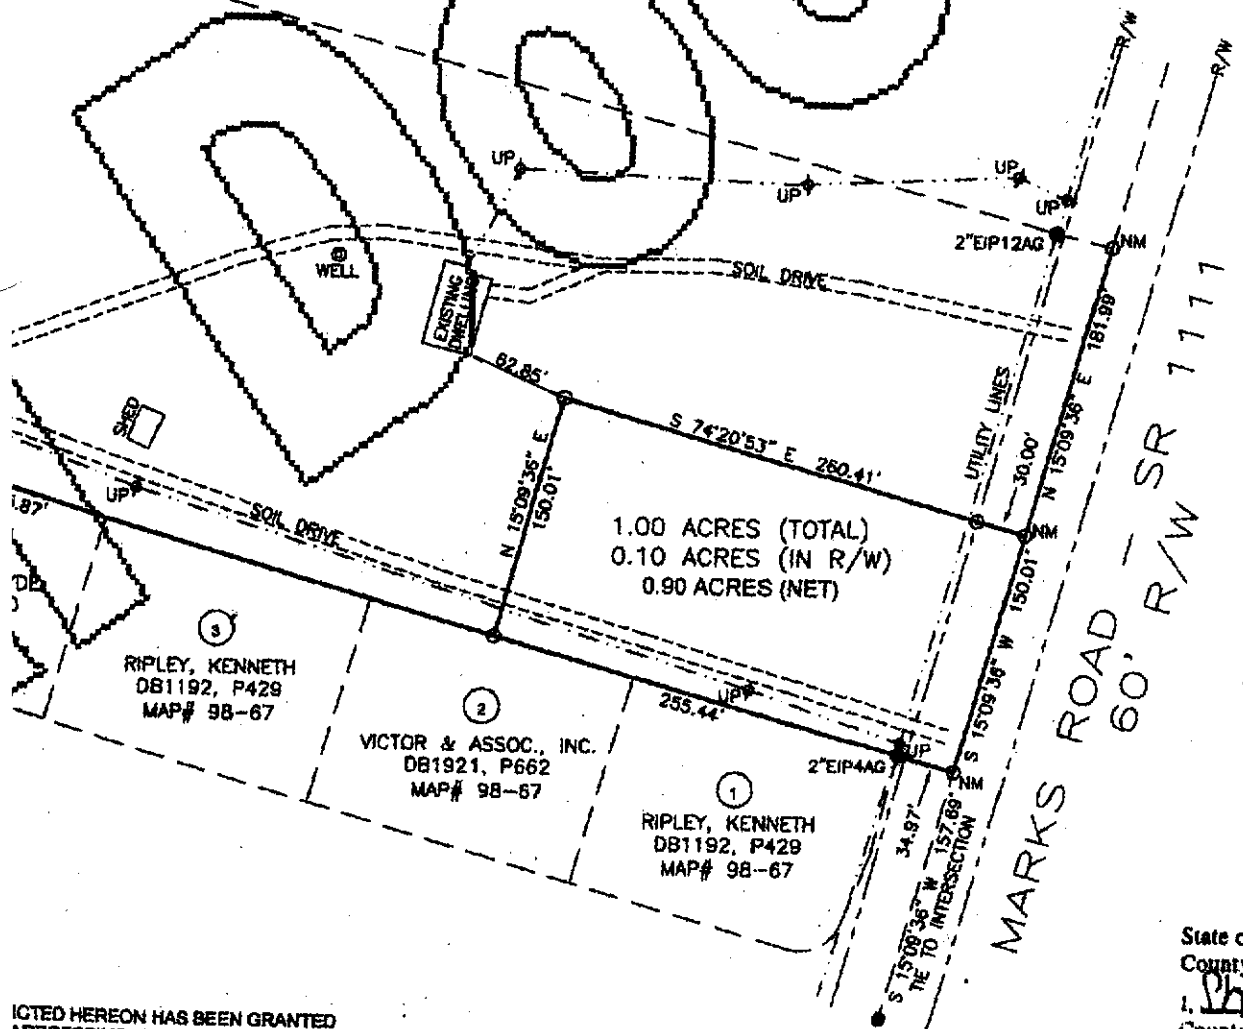 R/W
R/W
UP
UP
UP
UP
2"EIP12AG
NM
WELL
SOIL DRIVE
EXISTING
DWELLING
181.99'
N 15°09'36" E
62.85'
S 74°20'53" E 260.41'
UTILITY LINES
30.00'
NM
SHED
UP
SOIL DRIVE
N 15°09'36" E
150.01'
1.00 ACRES (TOTAL)
0.10 ACRES (IN R/W)
0.90 ACRES (NET)
150.01'
S 15°09'36" W
MARKS ROAD — SR 1111
60' R/W
3
RIPLEY, KENNETH
DB1192, P429
MAP# 98-67
2
VICTOR & ASSOC., INC.
DB1921, P662
MAP# 98-67
UP
255.44'
2"EIP4AG
UP
NM
1
RIPLEY, KENNETH
DB1192, P429
MAP# 98-67
34.97'
S 15°09'36" W 157.69'
TIE TO INTERSECTION
State
County
I,
ICTED HEREON HAS BEEN GRANTED